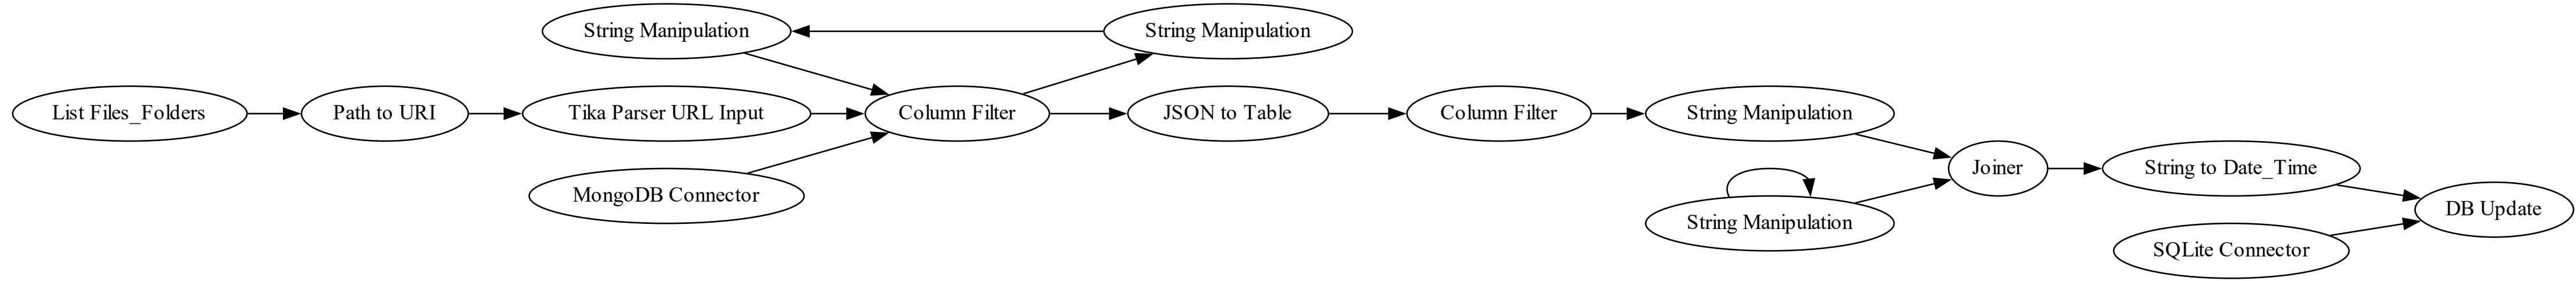 String Manipulation
String Manipulation
List Files_Folders
Path to URI
Tika Parser URL Input
Column Filter
JSON to Table
Column Filter
String Manipulation
MongoDB Connector
Joiner
String to Date_Time
String Manipulation
DB Update
SQLite Connector